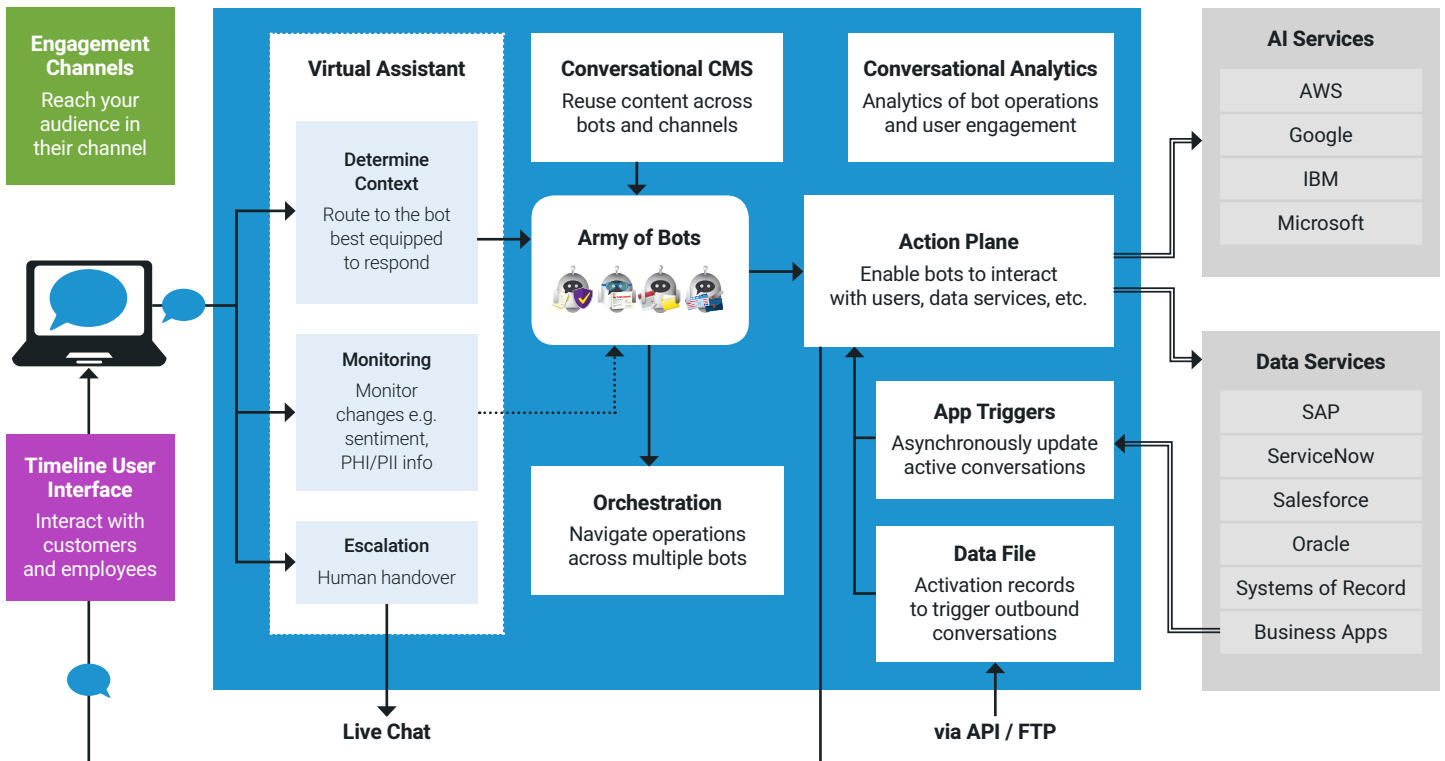 Engagement
Channels
Reach your
audience in
their channel
Timeline User
Interface
Interact with
customers
and employees
Virtual Assistant
Determine
Context
Route to the bot
best equipped
to respond
Monitoring
Monitor
changes e.g.
sentiment,
PHI/PII info
Escalation
Human handover
Live Chat
Conversational CMS
Reuse content across
bots and channels
Army of Bots
Orchestration
Navigate operations
across multiple bots
Conversational Analytics
Analytics of bot operations
and user engagement
Action Plane
Enable bots to interact
with users, data services, etc.
App Triggers
Asynchronously update
active conversations
Data File
Activation records
to trigger outbound
conversations
via API / FTP
AI Services
AWS
Google
IBM
Microsoft
Data Services
SAP
ServiceNow
Salesforce
Oracle
Systems of Record
Business Apps